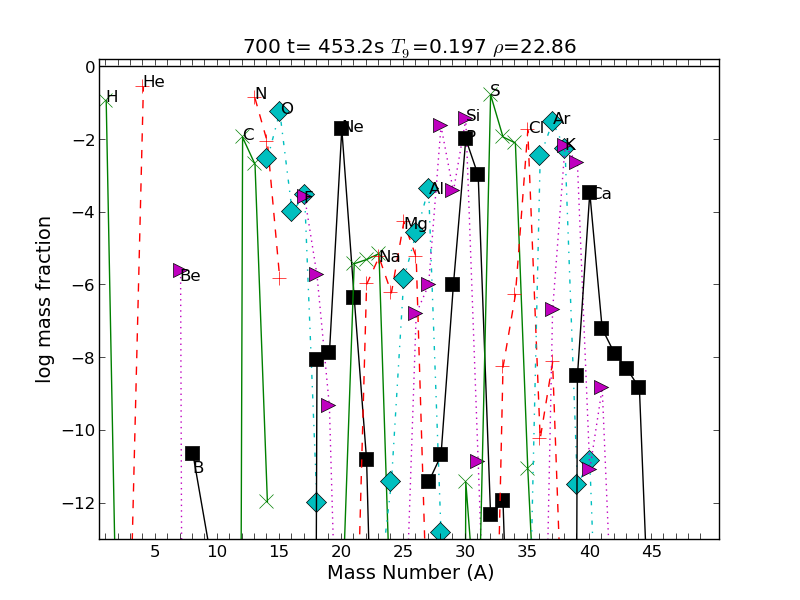 700 t= 453.2s T9=0.197 ρ=22.86
0
−2
−4
−6
−8
−10
−12
log mass fraction
H
He
Be
B
C
N
O
F
Ne
Na
Mg
Al
Si
P
S
Cl
Ar
K
Ca
5 10 15 20 25 30 35 40 45
Mass Number (A)